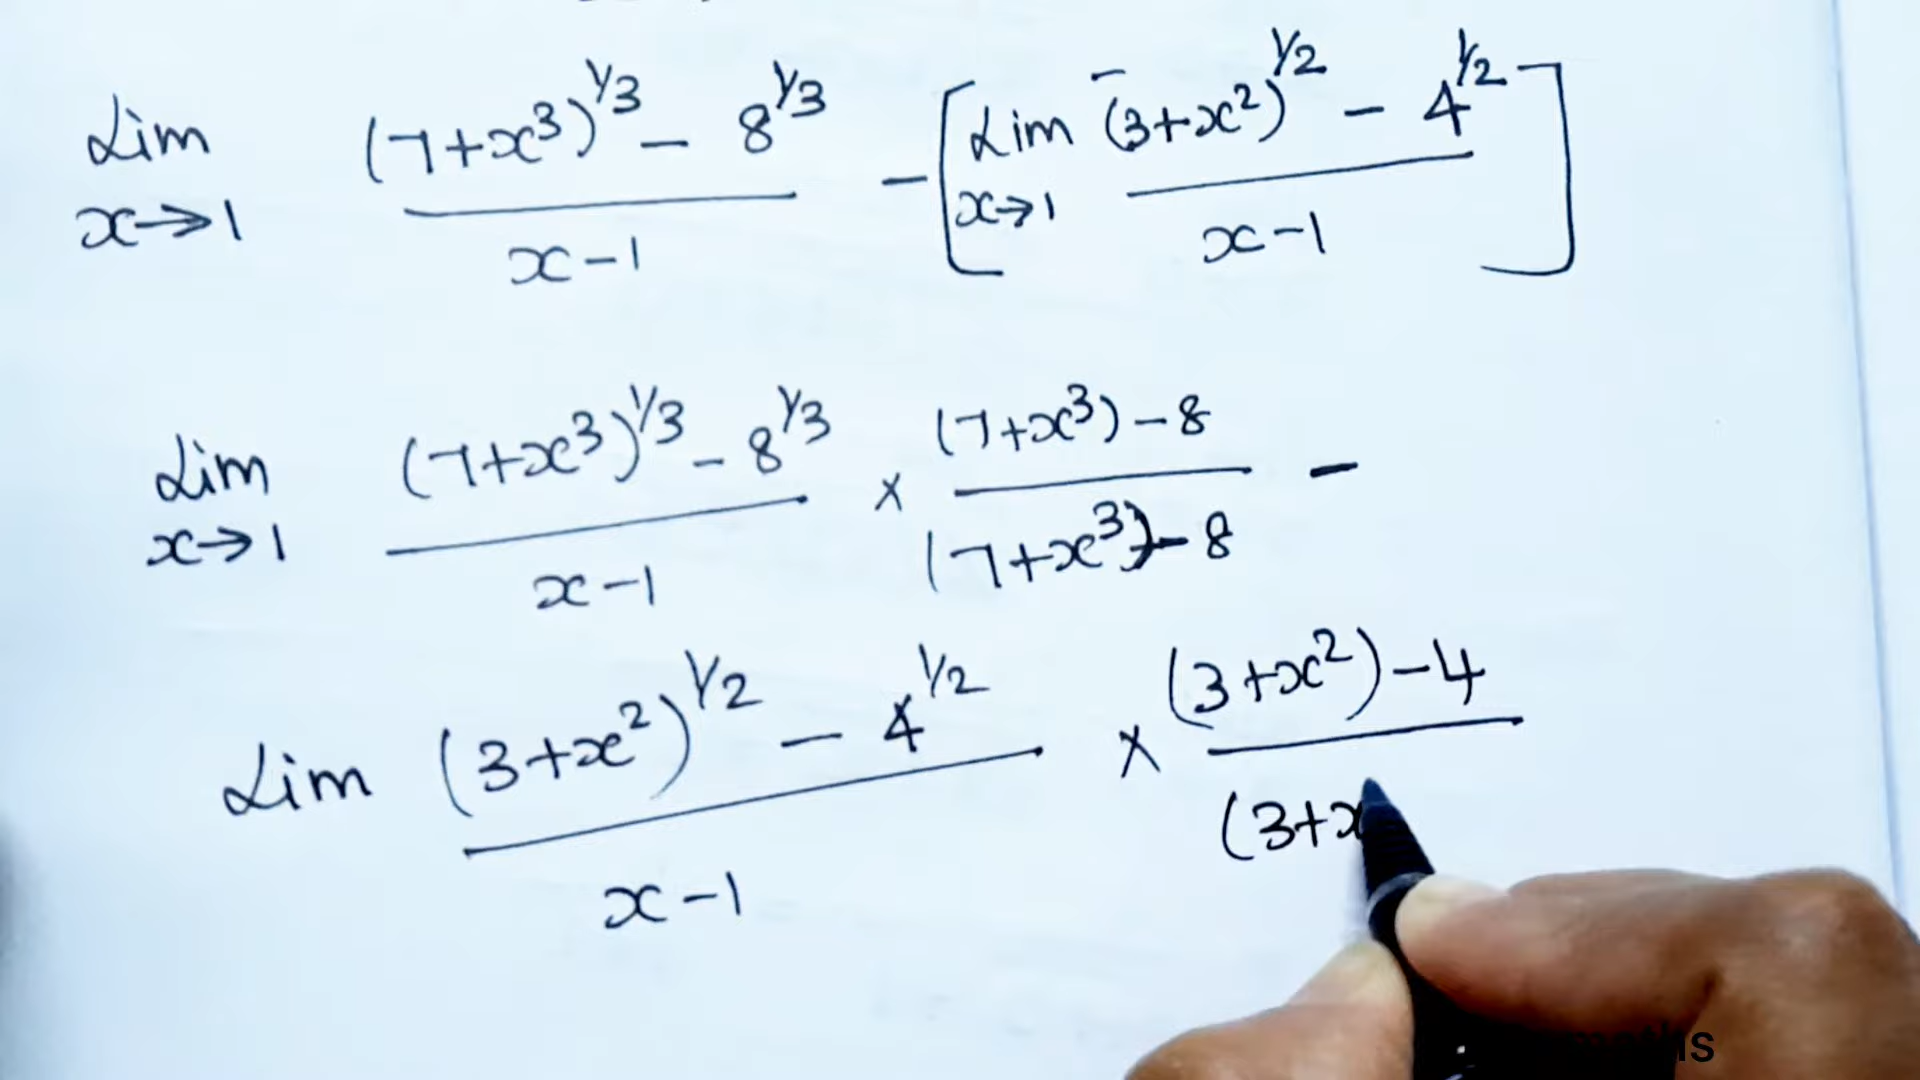 Lim (7+x³)^1/3 − 8^1/3 − [ Lim (3+x²)^1/2 − 4^1/2 ]
x→1 x−1 x→1 x−1
Lim (7+x³)^1/3 − 8^1/3 × (7+x³)−8 −
x→1 x−1 (7+x³)−8
Lim (3+x²)^1/2 − 4^1/2 × (3+x²)−4
x−1 (3+x